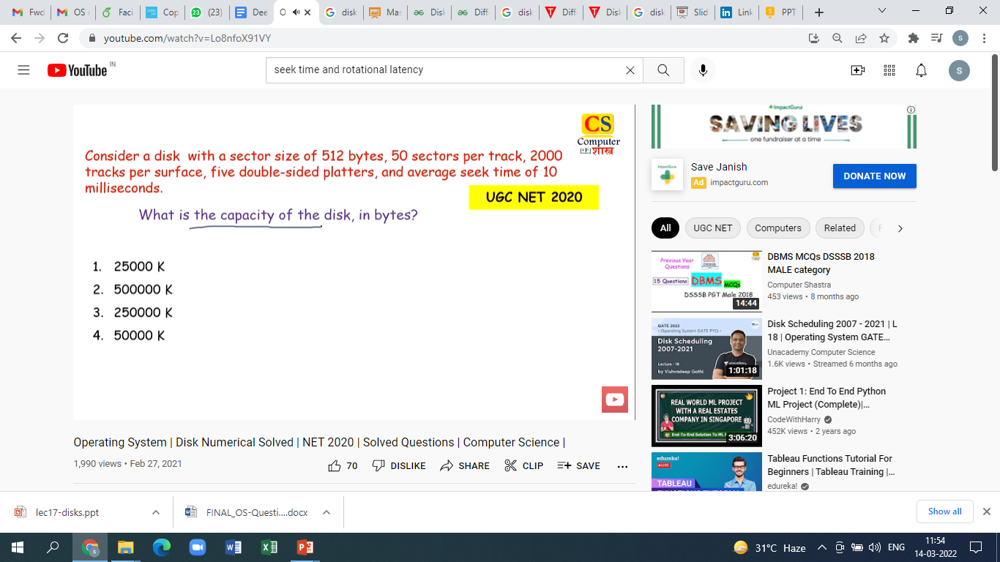 Fwd
OS c
Faci
Cop
(23)
Dee
O
disk
Mas
Disk
Diff
disk
Diff
Disk
disk
Slid
Link
PPT
youtube.com/watch?v=Lo8nfoX91VY
S
YouTube IN
seek time and rotational latency
S
CS
Computer
शास्त्र
Consider a disk with a sector size of 512 bytes, 50 sectors per track, 2000
tracks per surface, five double-sided platters, and average seek time of 10
milliseconds.
UGC NET 2020
What is the capacity of the disk, in bytes?
1. 25000 K
2. 500000 K
3. 250000 K
4. 50000 K
Operating System | Disk Numerical Solved | NET 2020 | Solved Questions | Computer Science |
1,990 views • Feb 27, 2021
70
DISLIKE
SHARE
CLIP
SAVE
ImpactGuru
SAVING LIVES
one fundraiser at a time
Save Janish
Ad impactguru.com
DONATE NOW
All
UGC NET
Computers
Related
Previous Year
Questions
CS
15 Questions
DBMS
MCQs
DSSSB PGT Male 2018
14:44
DBMS MCQs DSSSB 2018
MALE category
Computer Shastra
453 views • 8 months ago
GATE 2022
• Operating System GATE PYQ •
Disk Scheduling
2007-2021
Lecture - 18
by Vishvadeep Gothi
unacademy
1:01:18
Disk Scheduling 2007 - 2021 | L
18 | Operating System GATE...
Unacademy Computer Science
1.6K views • Streamed 6 months ago
REAL WORLD ML PROJECT
WITH A REAL ESTATES
COMPANY IN SINGAPORE
3:06:20
Project 1: End To End Python
ML Project (Complete)|...
CodeWithHarry
452K views • 2 years ago
edureka!
LIVE
TABLEAU
Tableau Functions Tutorial For
Beginners | Tableau Training |...
edureka!
lec17-disks.ppt
FINAL_OS-Questi....docx
Show all
31°C Haze
ENG
11:54
14-03-2022